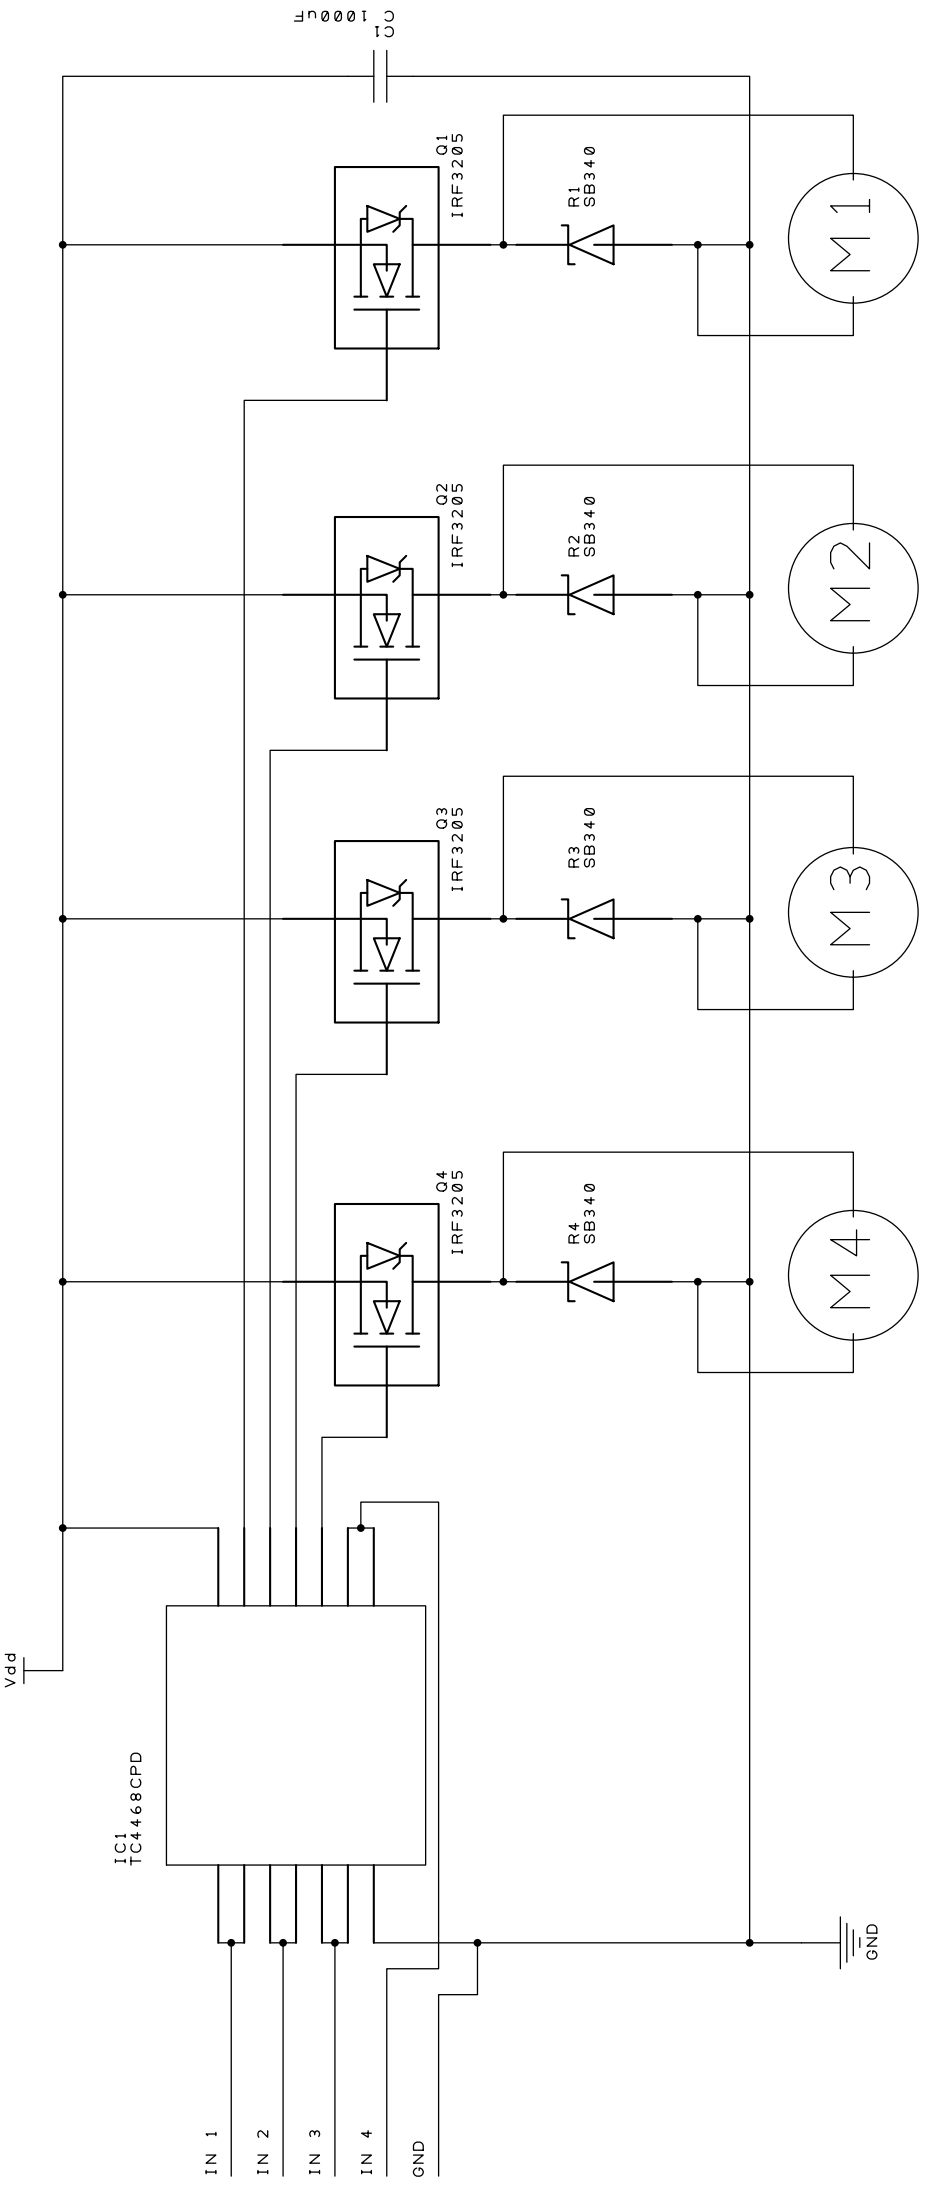 C1
C 1000uF
Q1
IRF3205
R1
SB340
M1
Q2
IRF3205
R2
SB340
M2
Q3
IRF3205
R3
SB340
M3
Q4
IRF3205
R4
SB340
M4
Vdd
IC1
TC4468CPD
GND
IN 1
IN 2
IN 3
IN 4
GND